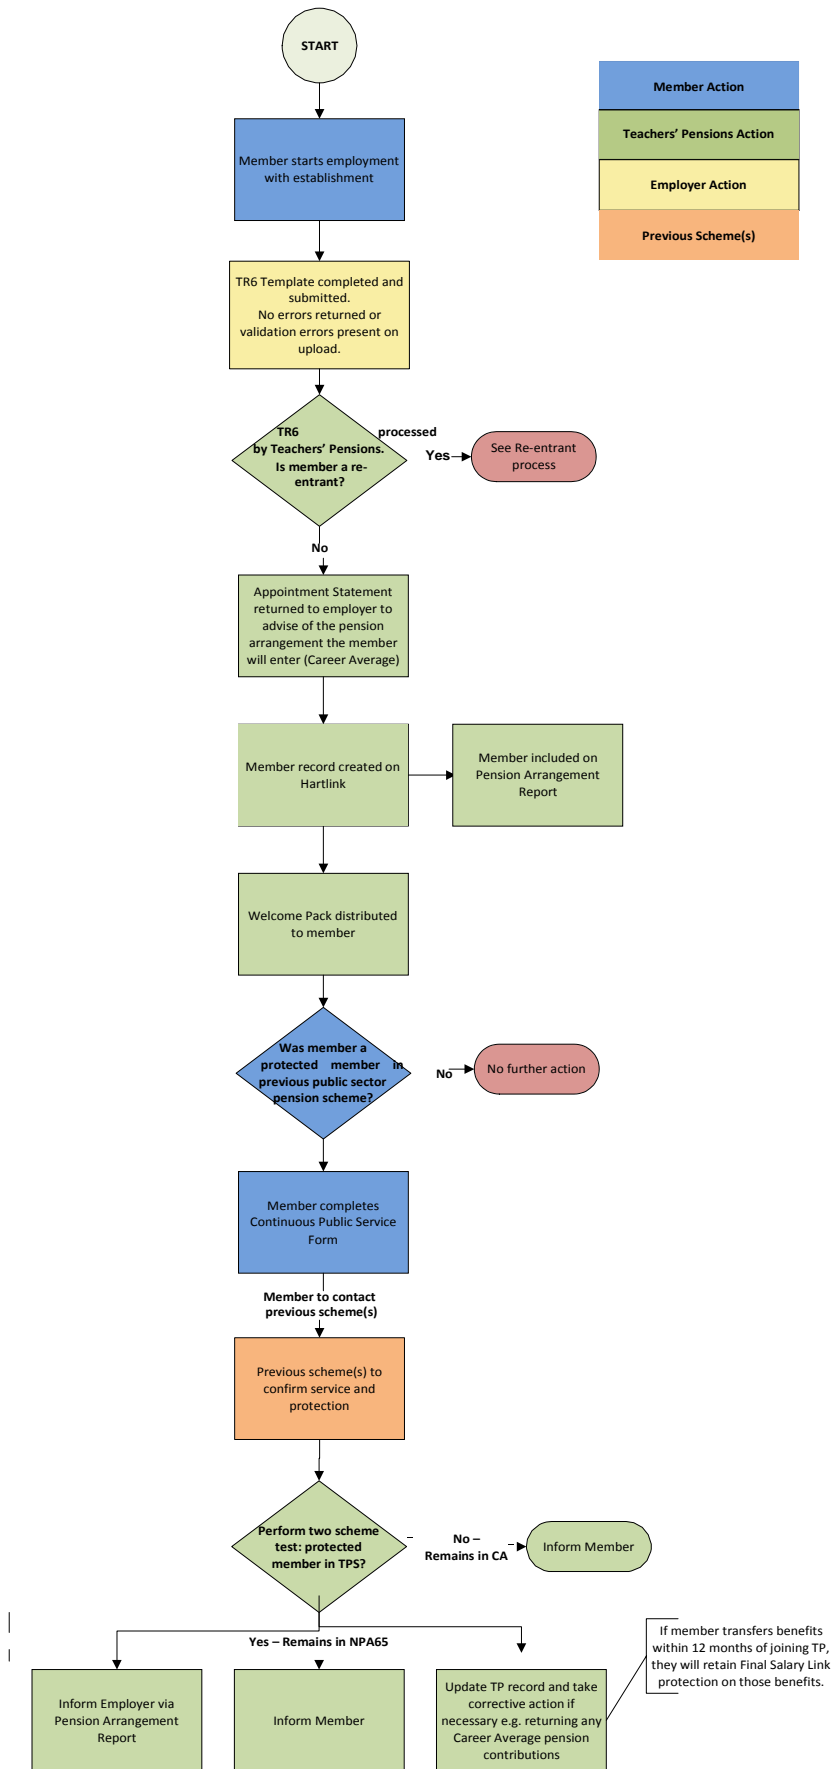 START
Member Action
Teachers' Pensions Action
Employer Action
Previous Scheme(s)
Member starts employment
with establishment
TR6 Template completed and
submitted.
No errors returned or
validation errors present on
upload.
TR6 processed
by Teachers' Pensions.
Is member a re-
entrant?
Yes
See Re-entrant
process
No
Appointment Statement
returned to employer to
advise of the pension
arrangement the member
will enter (Career Average)
Member record created on
Hartlink
Member included on
Pension Arrangement
Report
Welcome Pack distributed
to member
Was member a
protected member in
previous public sector
pension scheme?
No
No further action
Member completes
Continuous Public Service
Form
Member to contact
previous scheme(s)
Previous scheme(s) to
confirm service and
protection
Perform two scheme
test: protected
member in TPS?
No –
Remains in CA
Inform Member
Yes – Remains in NPA65
If member transfers benefits
within 12 months of joining TP,
they will retain Final Salary Link
protection on those benefits.
Inform Employer via
Pension Arrangement
Report
Inform Member
Update TP record and take
corrective action if
necessary e.g. returning any
Career Average pension
contributions